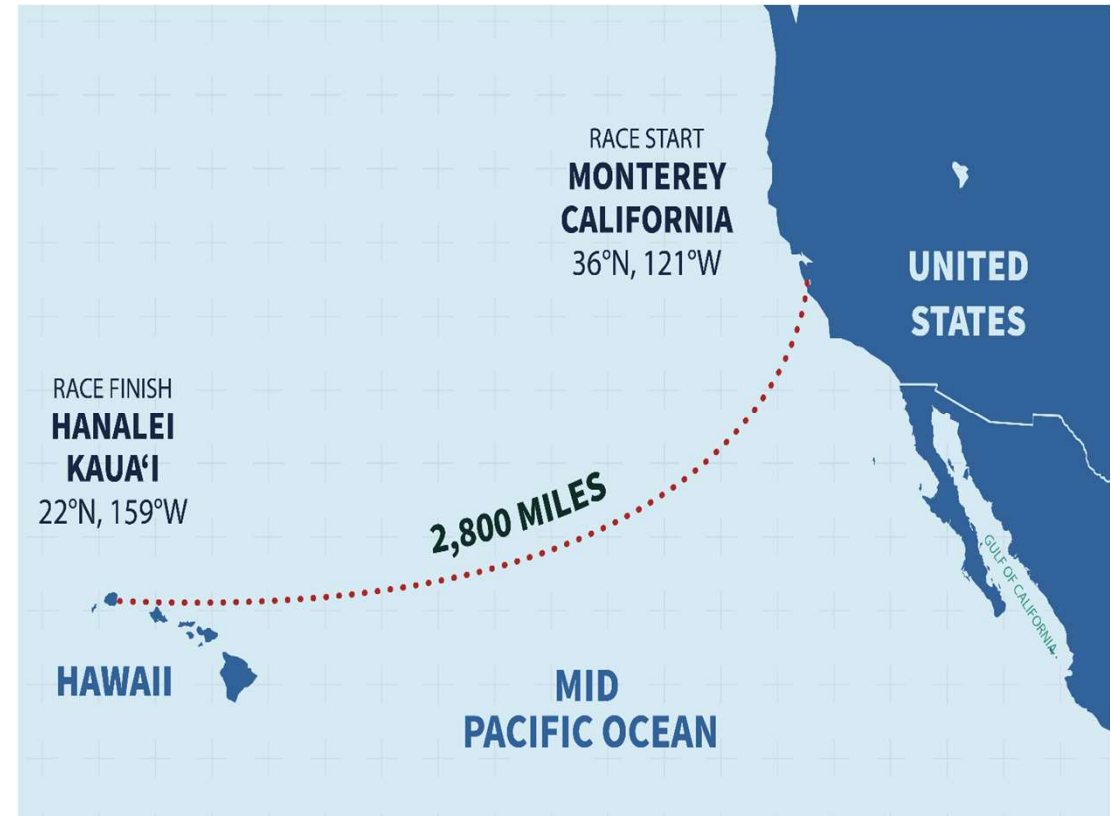 RACE START
MONTEREY
CALIFORNIA
36°N, 121°W
UNITED
STATES
RACE FINISH
HANALEI
KAUA‘I
22°N, 159°W
2,800 MILES
GULF OF CALIFORNIA
HAWAII
MID
PACIFIC OCEAN